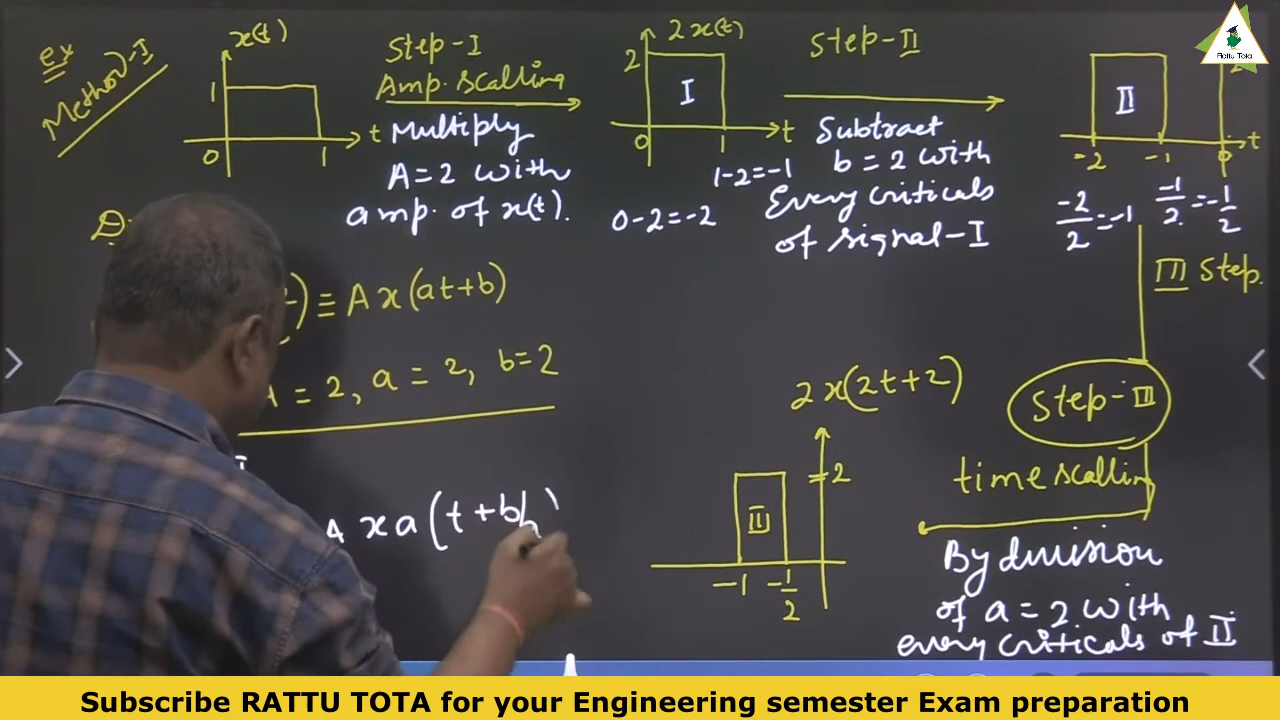 ex
Method-I
x(t)
1
0
1
t
Step-I
Amp. scalling
Multiply
A=2 with
amp. of x(t).
2x(t)
2
I
0
1
t
1-2=-1
0-2=-2
Step-II
Subtract
b=2 with
Every criticals
of signal-I
II
-2
-1
0
t
-2/2=-1
-1/2=-1/2
III Step.
) ≡ A x(at+b)
A = 2, a = 2, b=2
I
A x a(t+b/
2x(2t+2)
2
III
-1
-1/2
Step-III
time scalling
By division
of a=2 with
every criticals of II
Rattu Tota
Subscribe RATTU TOTA for your Engineering semester Exam preparation